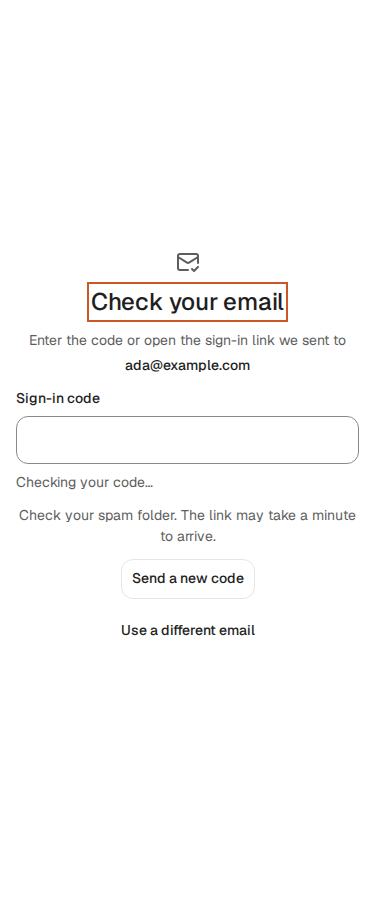 Check your email
Enter the code or open the sign-in link we sent to
ada@example.com
Sign-in code
Checking your code…
Check your spam folder. The link may take a minute
to arrive.
Send a new code
Use a different email